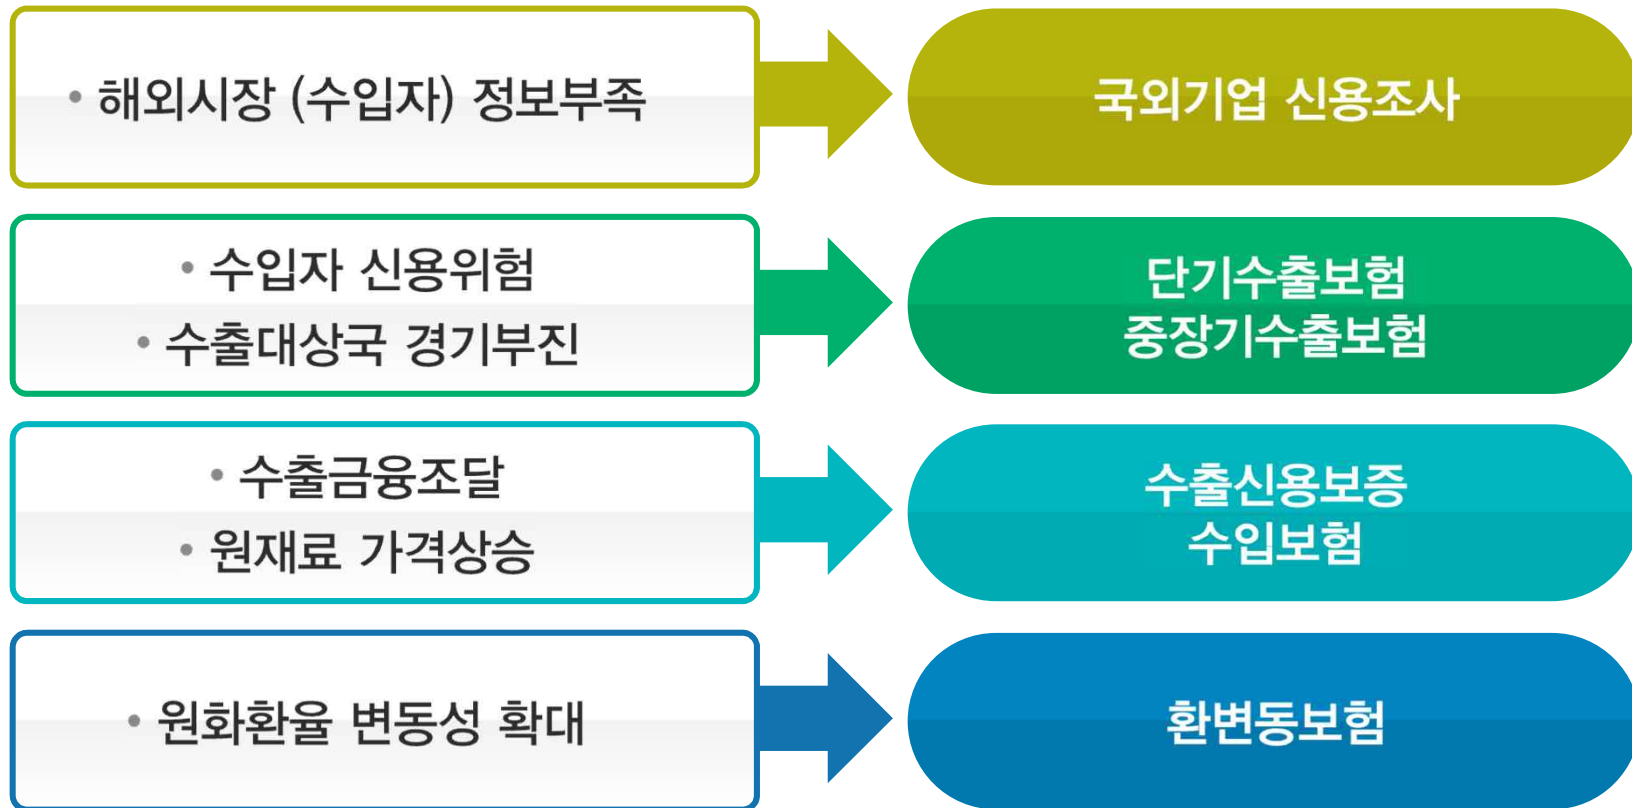 • 해외시장 (수입자) 정보부족
국외기업 신용조사
• 수입자 신용위험
• 수출대상국 경기부진
단기수출보험
중장기수출보험
• 수출금융조달
• 원재료 가격상승
수출신용보증
수입보험
• 원화환율 변동성 확대
환변동보험